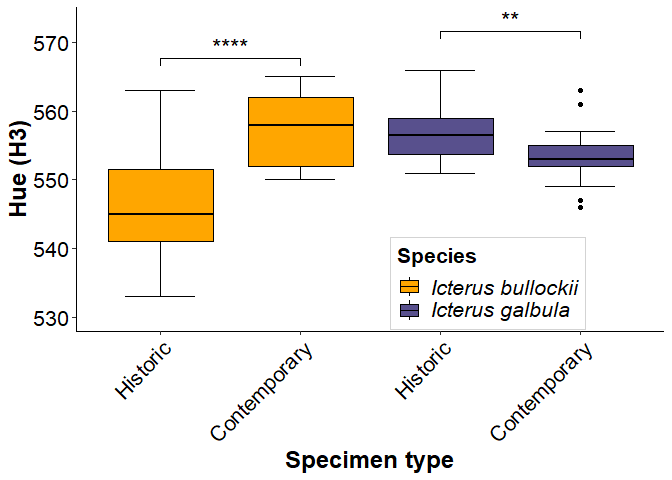 ****
**
570
560
550
540
530
Hue (H3)
Species
Icterus bullockii
Icterus galbula
Historic
Contemporary
Historic
Contemporary
Specimen type